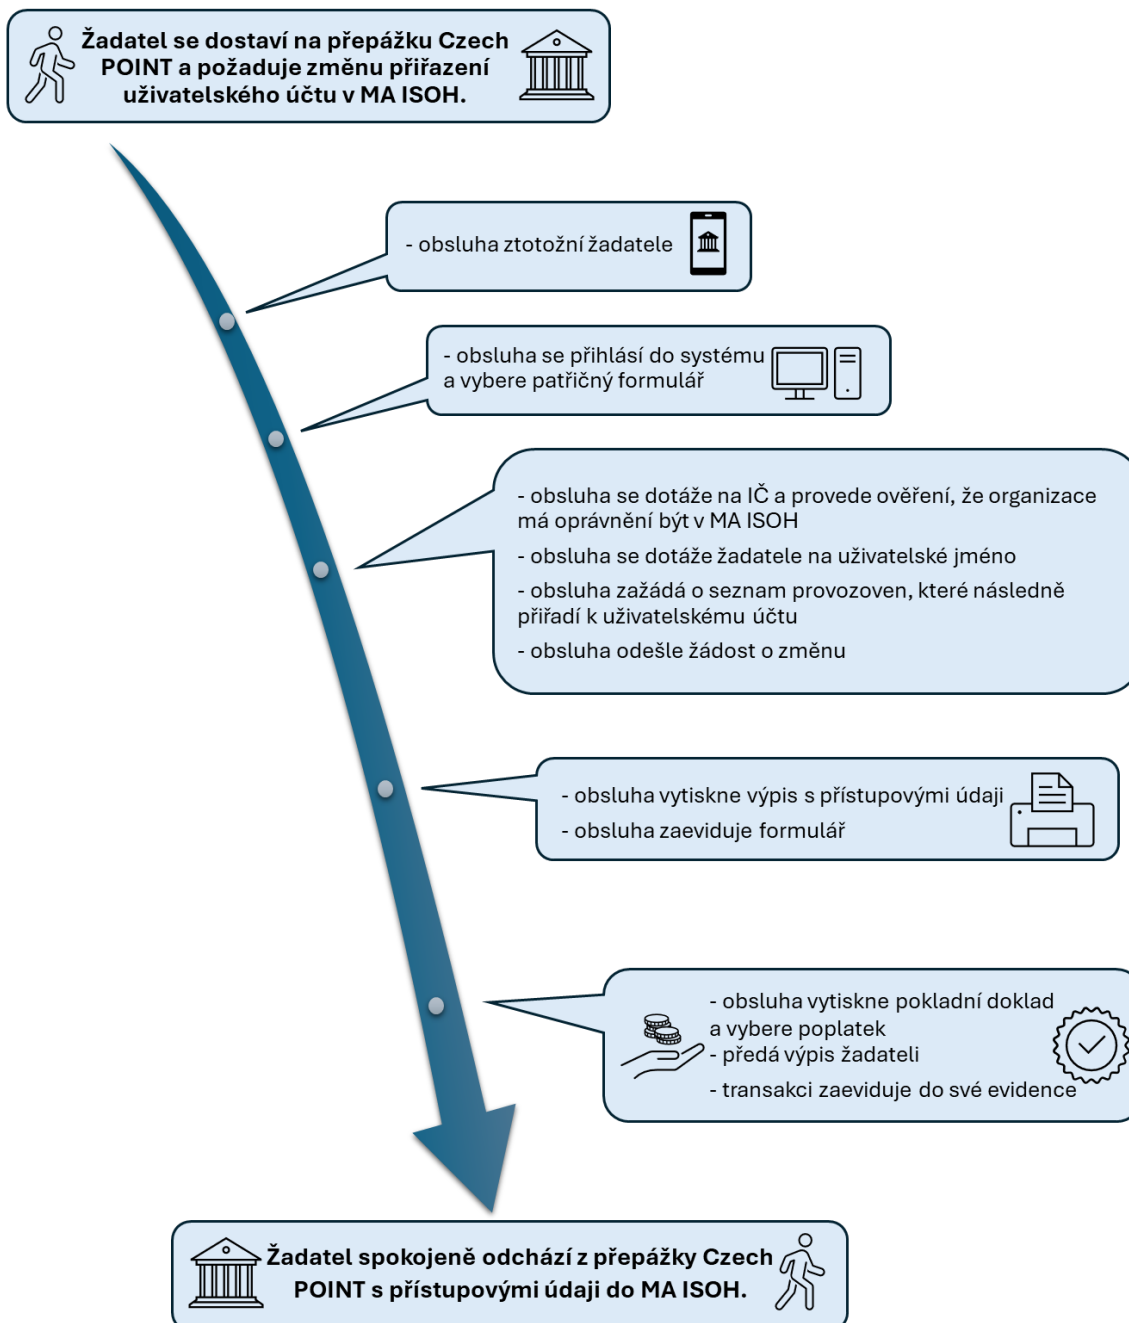 Žadatel se dostaví na přepážku Czech
POINT a požaduje změnu přiřazení
uživatelského účtu v MA ISOH.
- obsluha ztotožní žadatele
- obsluha se přihlásí do systému
a vybere patřičný formulář
- obsluha se dotáže na IČ a provede ověření, že organizace
má oprávnění být v MA ISOH
- obsluha se dotáže žadatele na uživatelské jméno
- obsluha zažádá o seznam provozoven, které následně
přiřadí k uživatelskému účtu
- obsluha odešle žádost o změnu
- obsluha vytiskne výpis s přístupovými údaji
- obsluha zaeviduje formulář
- obsluha vytiskne pokladní doklad
a vybere poplatek
- předá výpis žadateli
- transakci zaeviduje do své evidence
Žadatel spokojeně odchází z přepážky Czech
POINT s přístupovými údaji do MA ISOH.